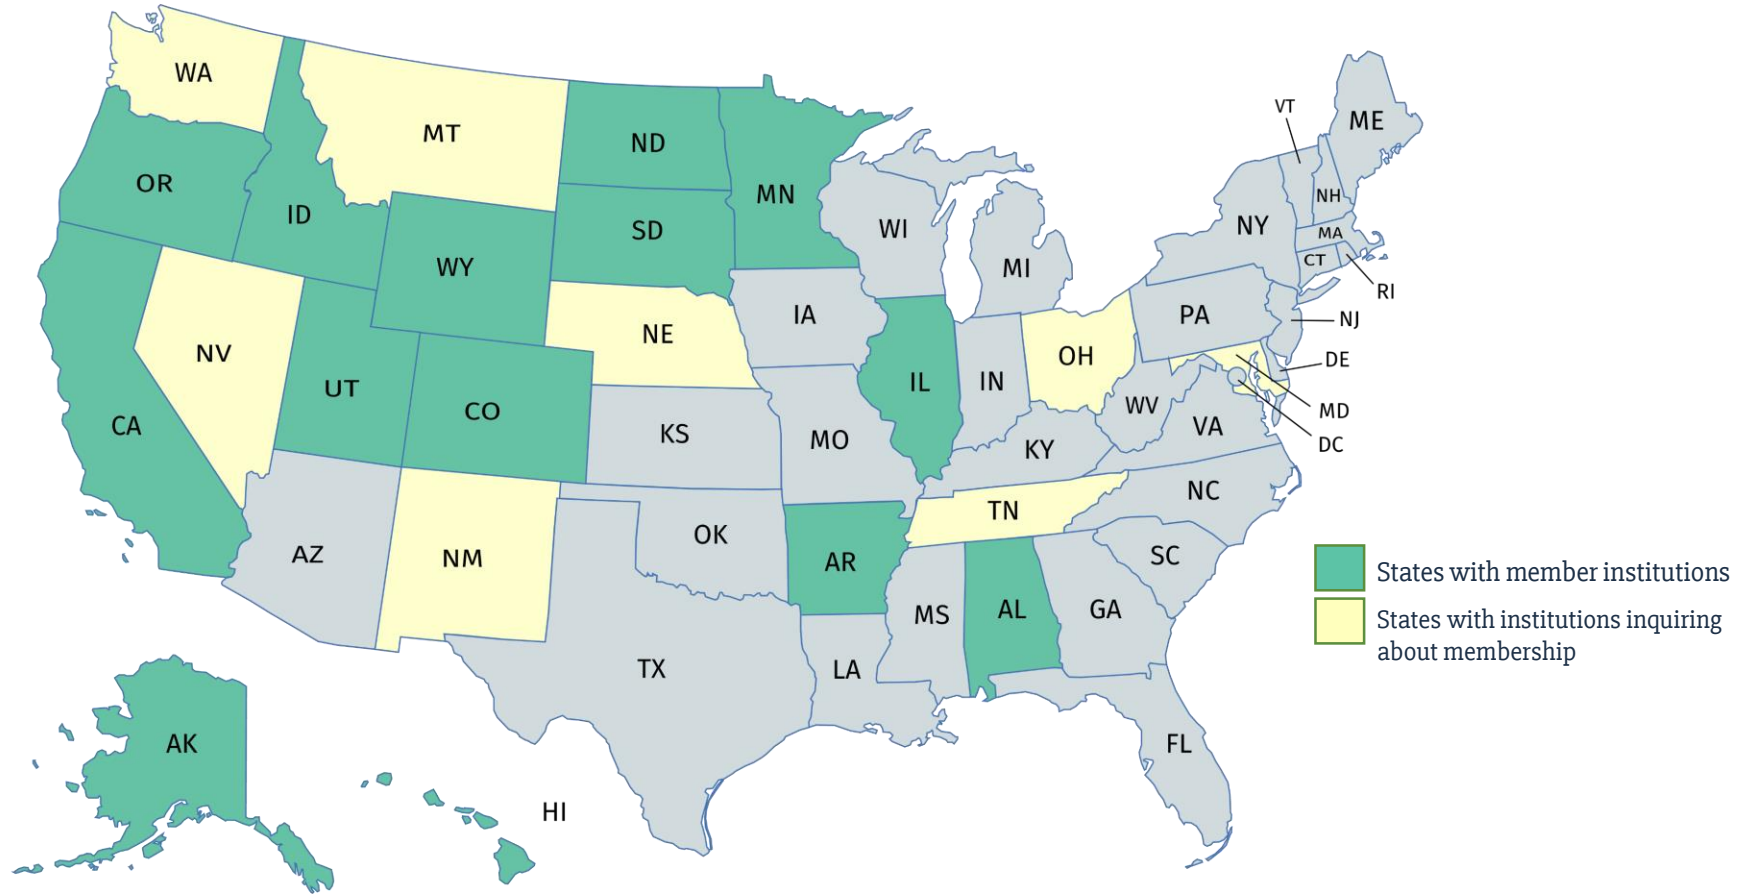 WA
MT
ND
MN
OR
ID
WY
SD
WI
MI
VT
ME
NH
NY
MA
CT
RI
NV
UT
CO
NE
IA
IL
IN
OH
PA
NJ
DE
MD
DC
CA
KS
MO
KY
WV
VA
AZ
NM
OK
AR
TN
NC
SC
MS
AL
GA
TX
LA
FL
AK
HI
States with member institutions
States with institutions inquiring
about membership